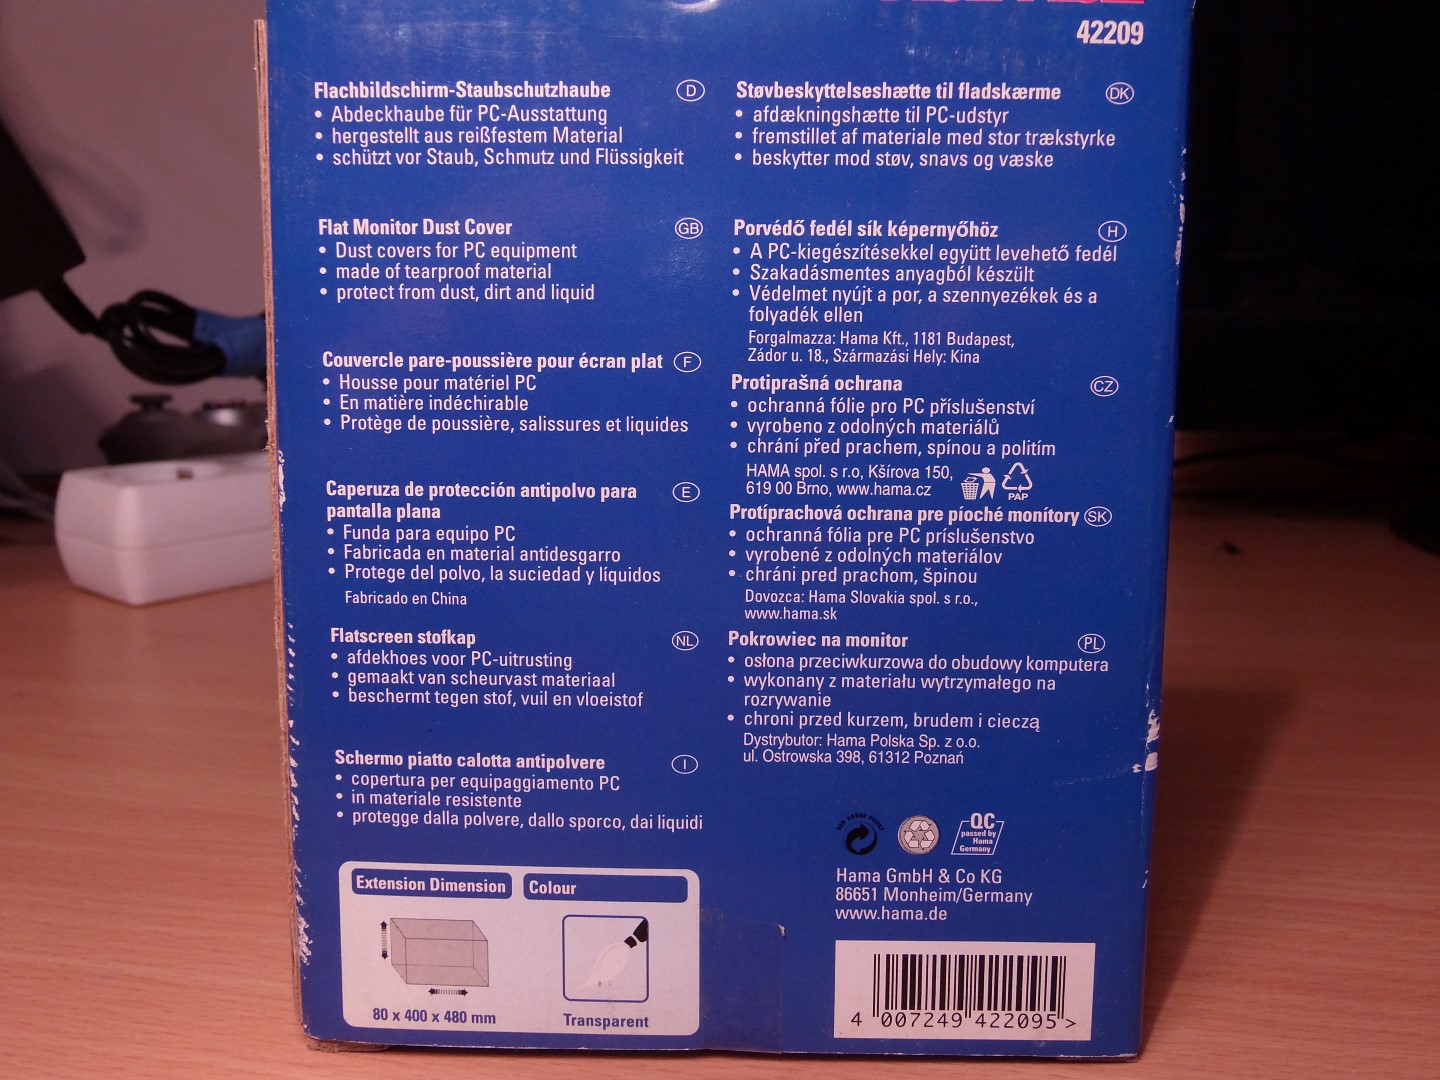 42209
Flachbildschirm-Staubschutzhaube D
• Abdeckhaube für PC-Ausstattung
• hergestellt aus reißfestem Material
• schützt vor Staub, Schmutz und Flüssigkeit
Flat Monitor Dust Cover GB
• Dust covers for PC equipment
• made of tearproof material
• protect from dust, dirt and liquid
Couvercle pare-poussière pour écran plat F
• Housse pour matériel PC
• En matière indéchirable
• Protège de poussière, salissures et liquides
Caperuza de protección antipolvo para E
pantalla plana
• Funda para equipo PC
• Fabricada en material antidesgarro
• Protege del polvo, la suciedad y líquidos
Fabricado en China
Flatscreen stofkap NL
• afdekhoes voor PC-uitrusting
• gemaakt van scheurvast materiaal
• beschermt tegen stof, vuil en vloeistof
Schermo piatto calotta antipolvere I
• copertura per equipaggiamento PC
• in materiale resistente
• protegge dalla polvere, dallo sporco, dai liquidi
Støvbeskyttelseshætte til fladskærme DK
• afdækningshætte til PC-udstyr
• fremstillet af materiale med stor trækstyrke
• beskytter mod støv, snavs og væske
Porvédő fedél sík képernyőhöz H
• A PC-kiegészítésekkel együtt levehető fedél
• Szakadásmentes anyagból készült
• Védelmet nyújt a por, a szennyezékek és a
folyadék ellen
Forgalmazza: Hama Kft., 1181 Budapest,
Zádor u. 18., Származási Hely: Kina
Protiprašná ochrana CZ
• ochranná fólie pro PC příslušenství
• vyrobeno z odolných materiálů
• chrání před prachem, spínou a politím
HAMA spol. s r.o, Kšírova 150,
619 00 Brno, www.hama.cz
PAP
Protíprachová ochrana pre píoché monítory SK
• ochranná fólia pre PC príslušenstvo
• vyrobené z odolných materiálov
• chráni pred prachom, špinou
Dovozca: Hama Slovakia spol. s r.o.,
www.hama.sk
Pokrowiec na monitor PL
• osłona przeciwkurzowa do obudowy komputera
• wykonany z materiału wytrzymałego na
rozrywanie
• chroni przed kurzem, brudem i cieczą
Dystrybutor: Hama Polska Sp. z o.o.
ul. Ostrowska 398, 61312 Poznań
DER GRÜNE PUNKT
QC
passed by
Hama
Germany
Hama GmbH & Co KG
86651 Monheim/Germany
www.hama.de
Extension Dimension
80 x 400 x 480 mm
Colour
Transparent
4 007249 422095 >